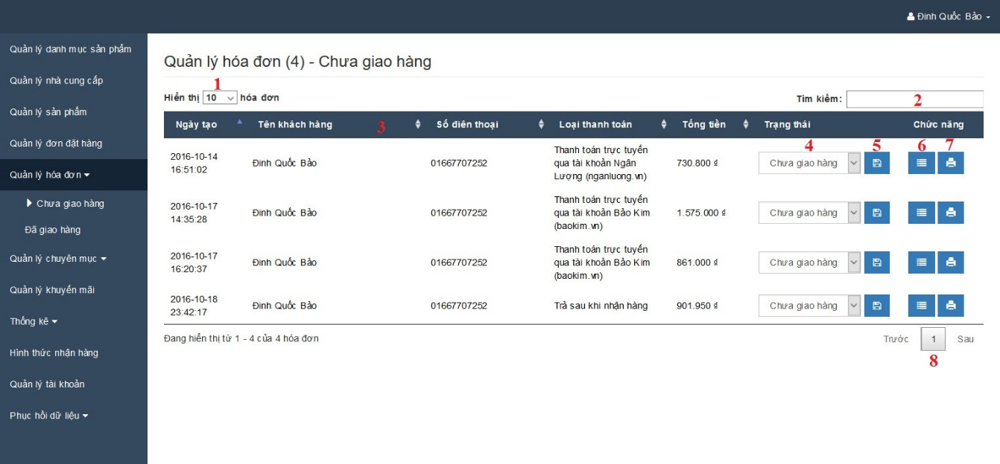 Đinh Quốc Bảo
Quản lý danh mục sản phẩm
Quản lý nhà cung cấp
Quản lý sản phẩm
Quản lý đơn đặt hàng
Quản lý hóa đơn
Chưa giao hàng
Đã giao hàng
Quản lý chuyên mục
Quản lý khuyến mãi
Thống kê
Hình thức nhận hàng
Quản lý tài khoản
Phục hồi dữ liệu
Quản lý hóa đơn (4) - Chưa giao hàng
1
Hiển thị 10 hóa đơn
Tìm kiếm: 2
Ngày tạo Tên khách hàng 3 Số điên thoại Loại thanh toán Tổng tiền Trạng thái Chức năng
4 5 6 7
2016-10-14
16:51:02
Đinh Quốc Bảo
01667707252
Thanh toán trực tuyến
qua tài khoản Ngân
Lượng (nganluong.vn)
730.800 ₫
Chưa giao hàng
2016-10-17
14:35:28
Đinh Quốc Bảo
01667707252
Thanh toán trực tuyến
qua tài khoản Bảo Kim
(baokim.vn)
1.575.000 ₫
Chưa giao hàng
2016-10-17
16:20:37
Đinh Quốc Bảo
01667707252
Thanh toán trực tuyến
qua tài khoản Bảo Kim
(baokim.vn)
861.000 ₫
Chưa giao hàng
2016-10-18
23:42:17
Đinh Quốc Bảo
01667707252
Trả sau khi nhận hàng
901.950 ₫
Chưa giao hàng
Đang hiển thị từ 1 - 4 của 4 hóa đơn
Trước 1 Sau
8